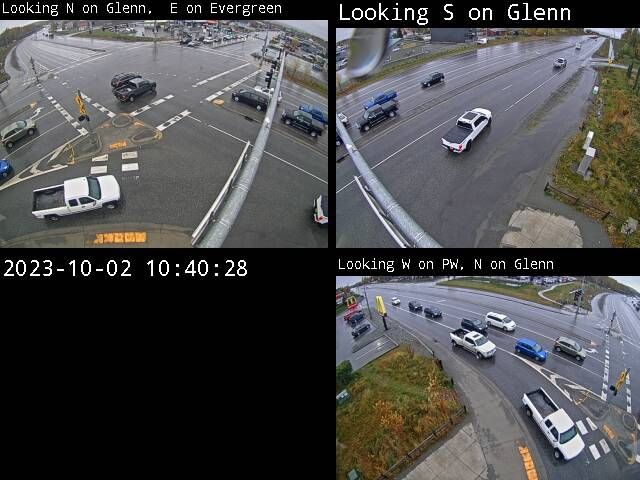 Looking N on Glenn,  E on Evergreen
Looking S on Glenn
2023-10-02 10:40:28
Looking W on PW, N on Glenn